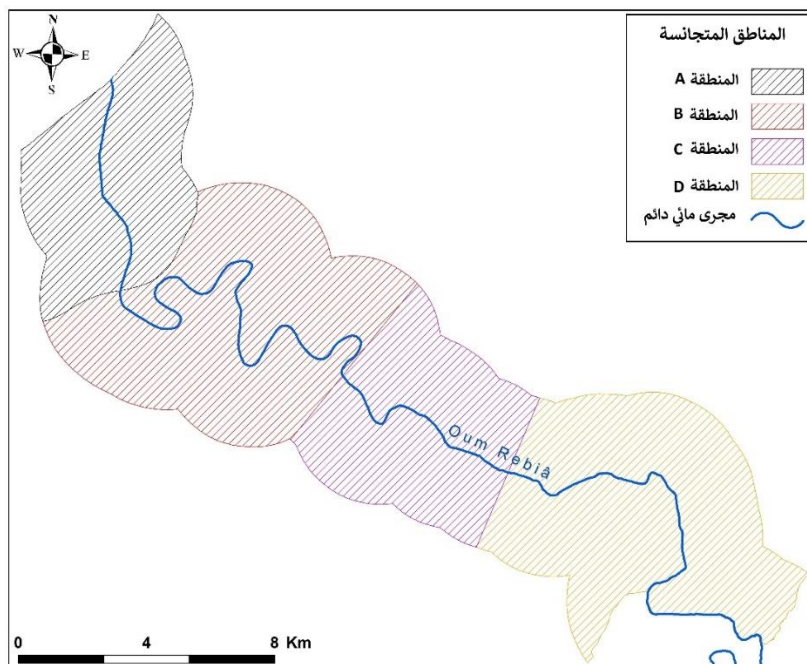 N
W E
S
المناطق المتجانسة
المنطقة A
المنطقة B
المنطقة C
المنطقة D
مجرى مائي دائم
Oum Rebiâ
0 4 8 Km